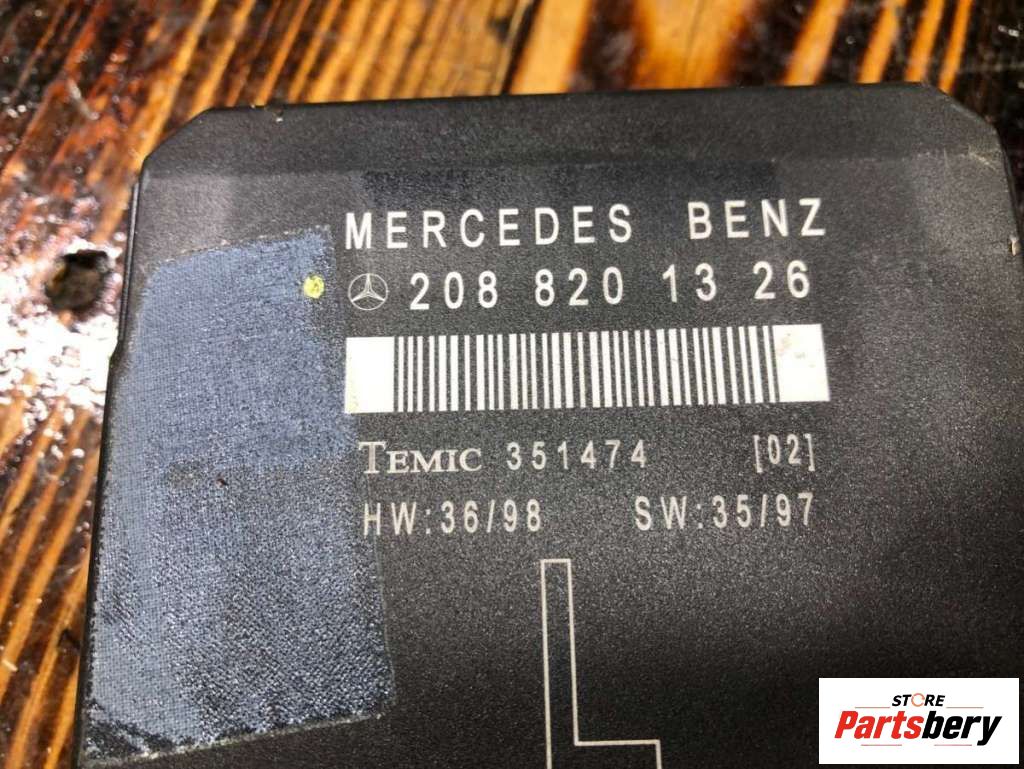 MERCEDES BENZ
208 820 13 26
TEMIC 351474 [02]
HW:36/98 SW:35/97
STORE
Partsbery